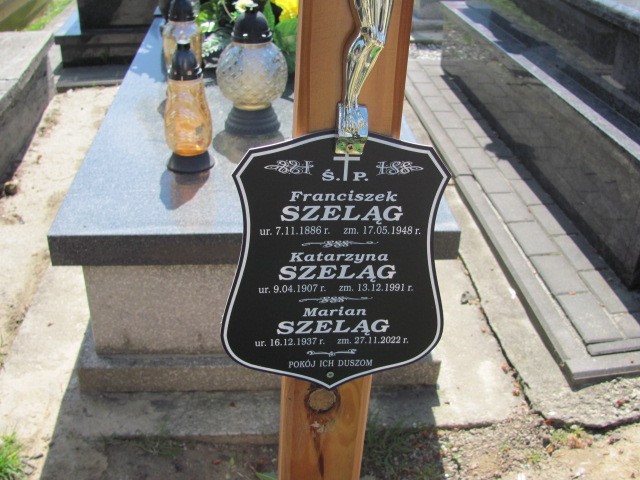 Ś. P.
Franciszek
SZELĄG
ur. 7.11.1886 r. zm. 17.05.1948 r.
Katarzyna
SZELĄG
ur. 9.04.1907 r. zm. 13.12.1991 r.
Marian
SZELĄG
ur. 16.12.1937 r. zm. 27.11.2022 r.
POKÓJ ICH DUSZOM